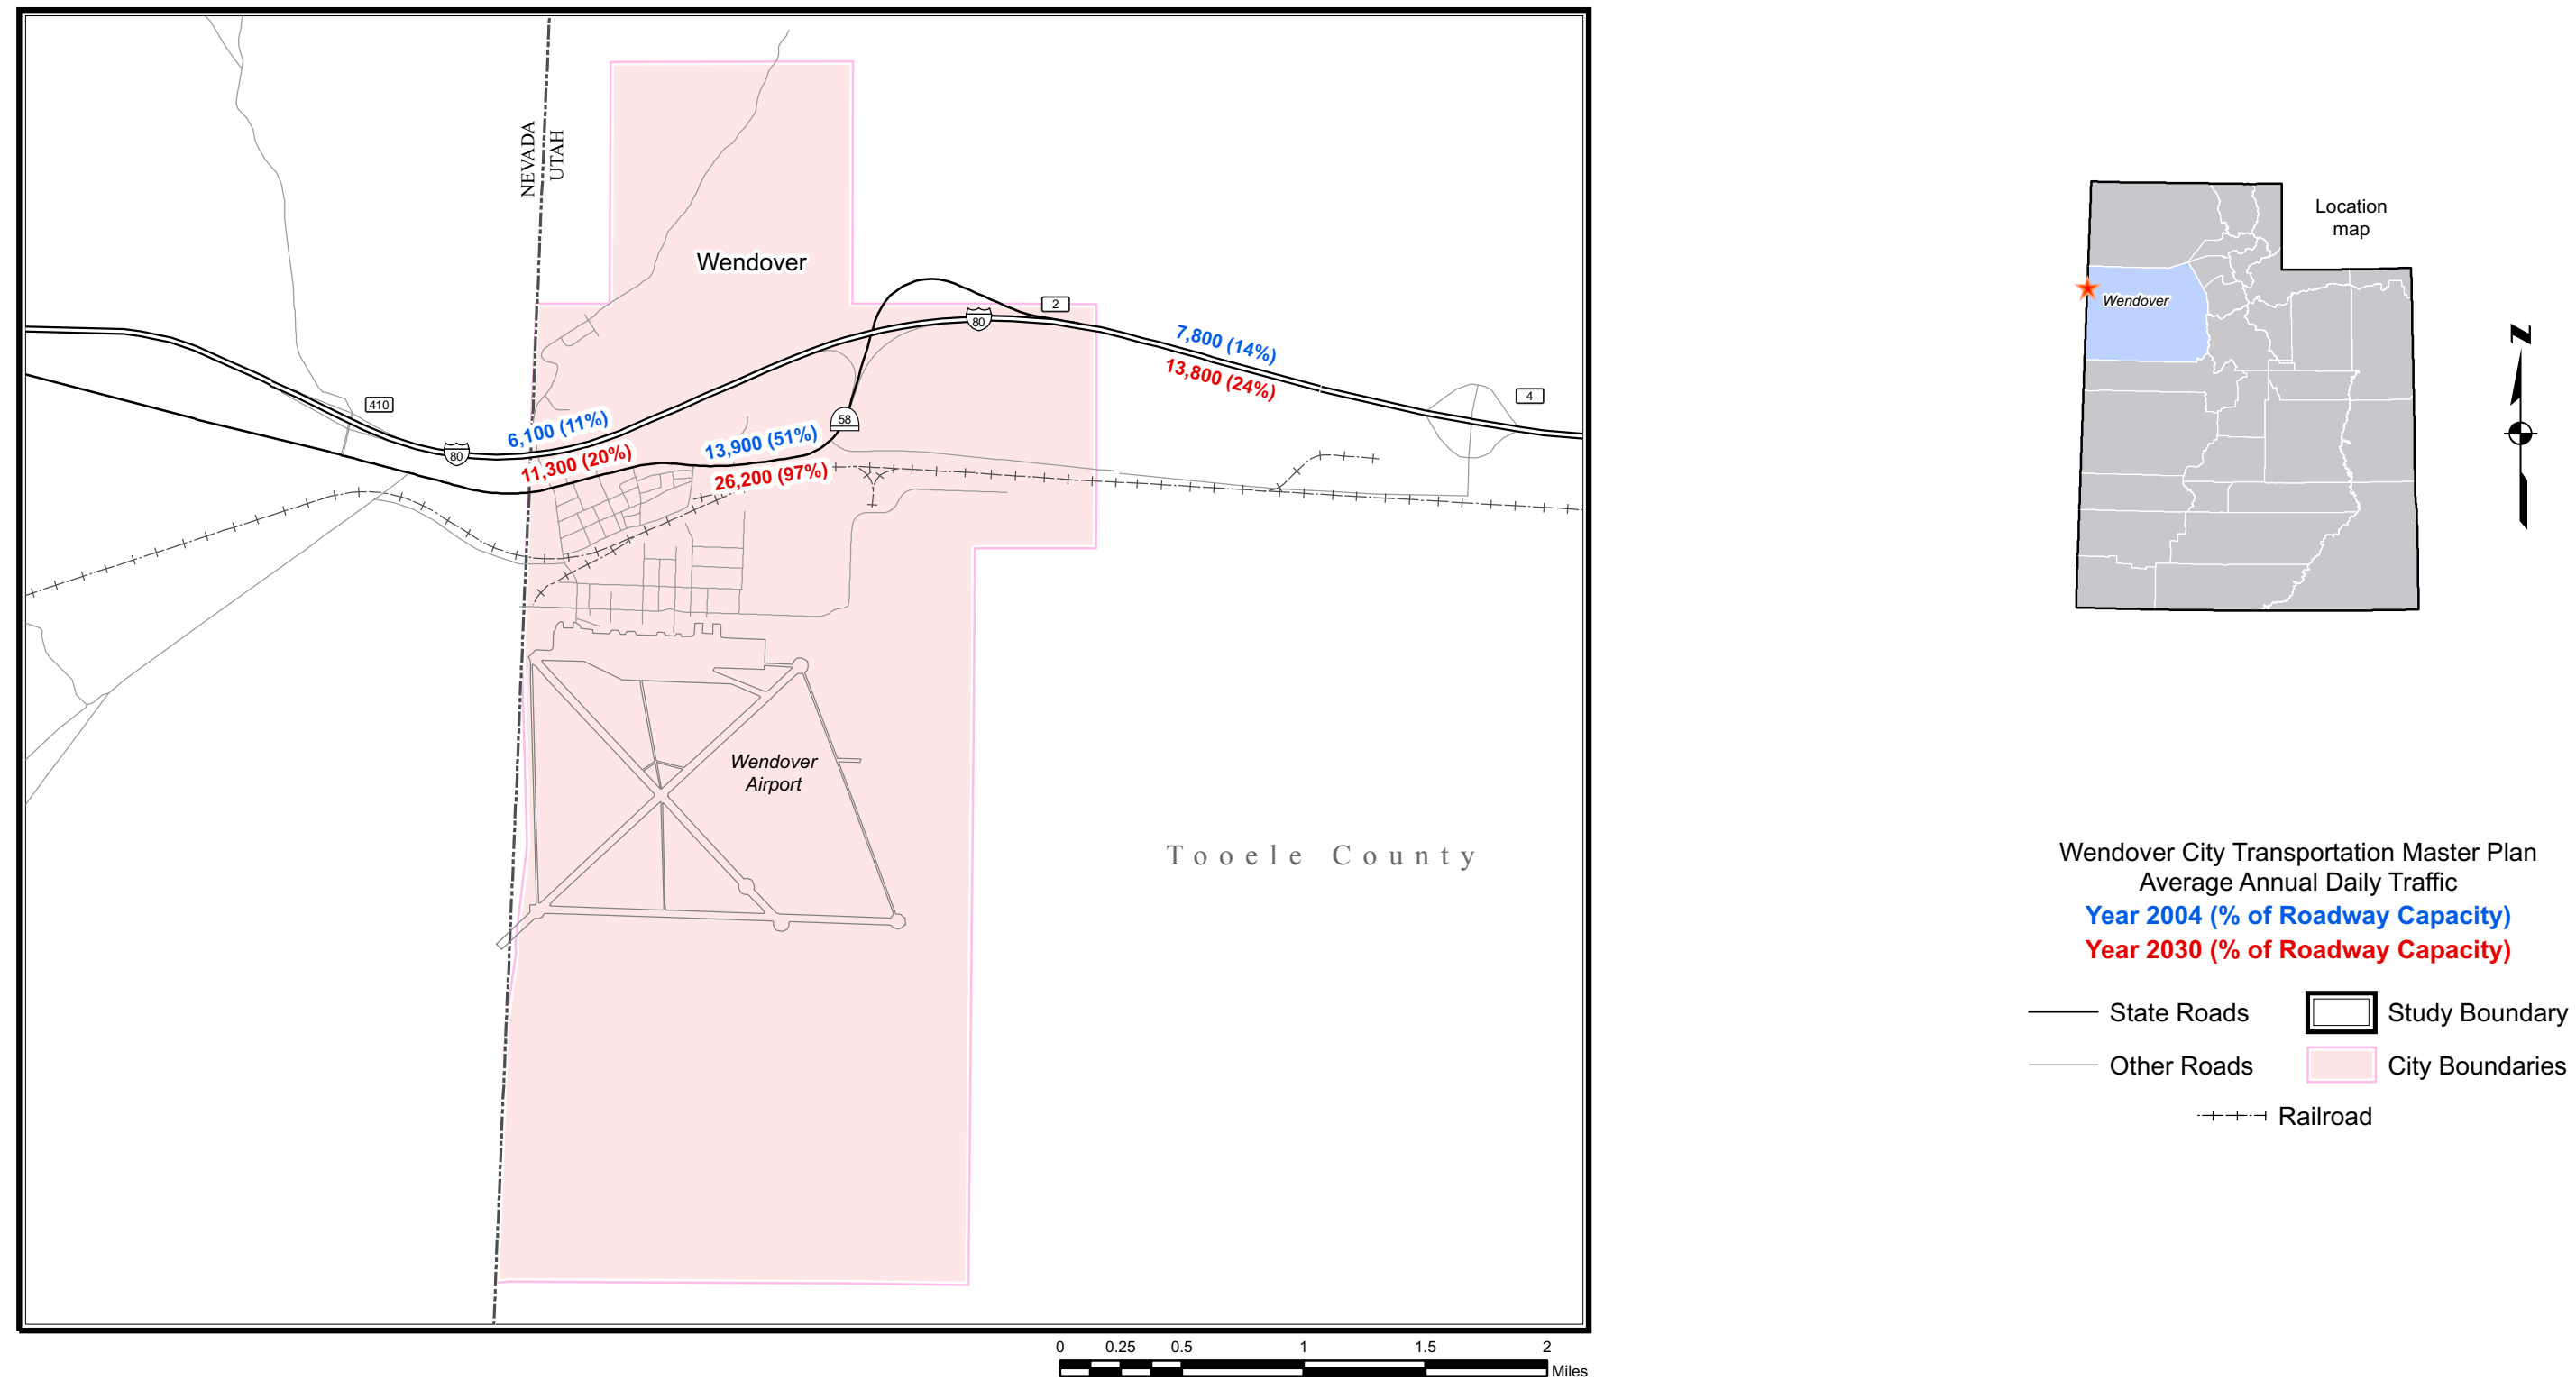 NEVADA
UTAH
Wendover
2
80
7,800 (14%)
13,800 (24%)
4
410
58
6,100 (11%)
13,900 (51%)
80
11,300 (20%)
26,200 (97%)
Wendover
Airport
Tooele County
0 0.25 0.5 1 1.5 2
Miles
Location
map
Wendover
N
Wendover City Transportation Master Plan
Average Annual Daily Traffic
Year 2004 (% of Roadway Capacity)
Year 2030 (% of Roadway Capacity)
State Roads
Study Boundary
Other Roads
City Boundaries
Railroad